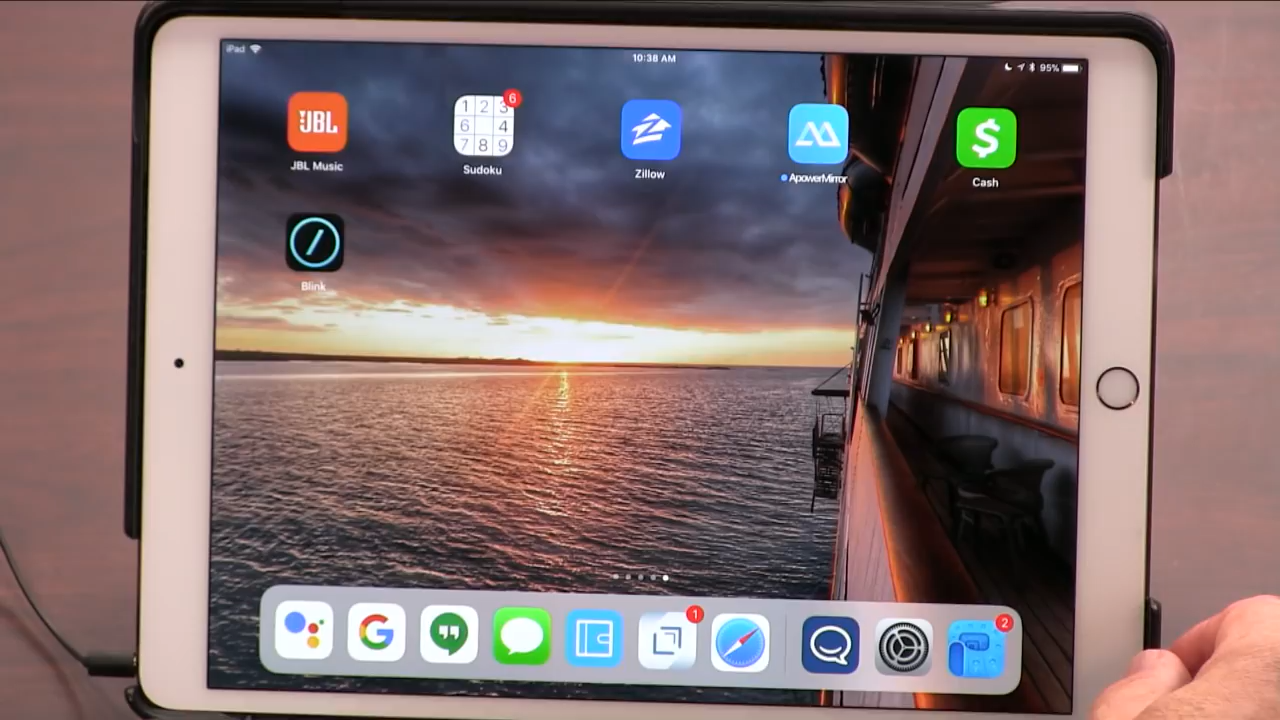 iPad
10:38 AM
95%
JBL
JBL Music
1 2 3
6 4
7 8 9
6
Sudoku
Zillow
ApowerMirror
$
Cash
Blink
G
1
2